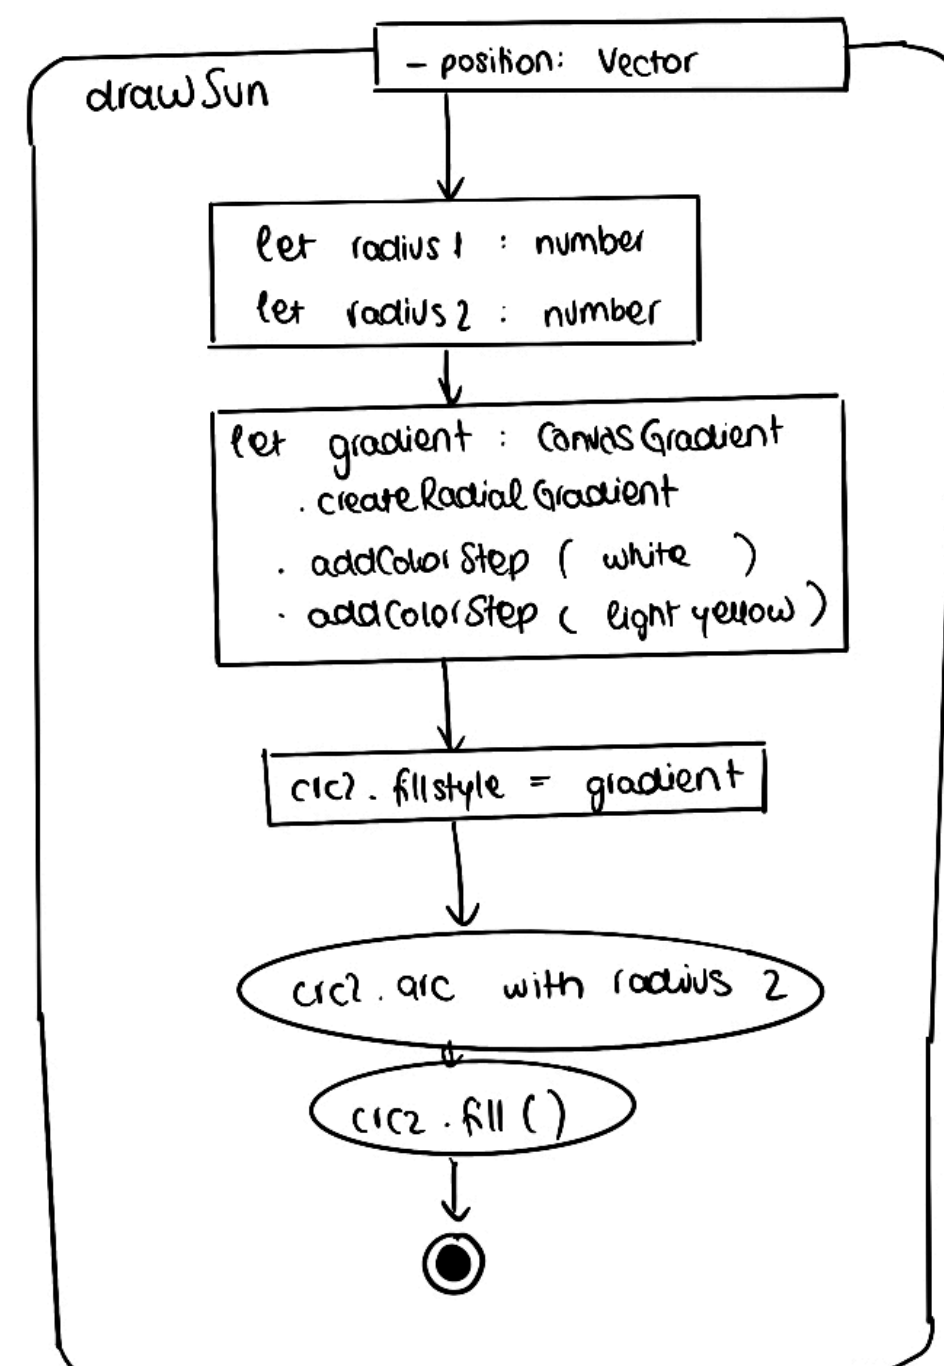 - position: Vector
drawSun
let radius1 : number
let radius2 : number
let gradient : CanvasGradient
.createRadialGradient
. addColorStep ( white )
. addColorStep ( light yellow )
crc2. fillstyle = gradient
crc2. arc with radius 2
crc2 . fill ( )